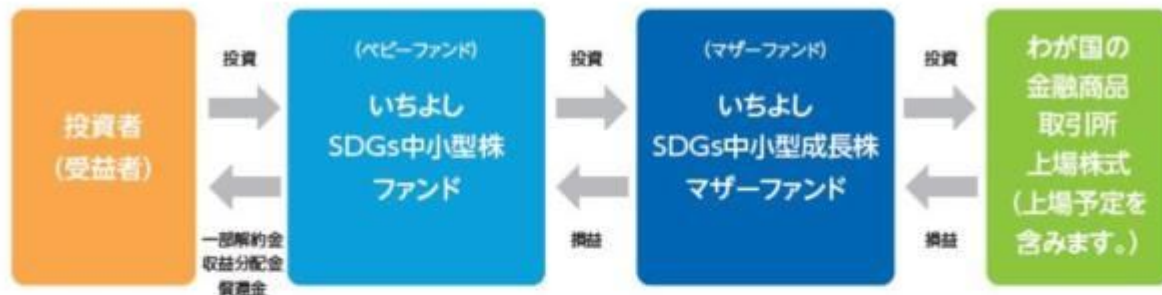 投資者
(受益者)
投資
一部解約金
収益分配金
償還金
(ベビーファンド)
いちよし
SDGs中小型株
ファンド
投資
損益
(マザーファンド)
いちよし
SDGs中小型成長株
マザーファンド
投資
損益
わが国の
金融商品
取引所
上場株式
(上場予定を
含みます。)